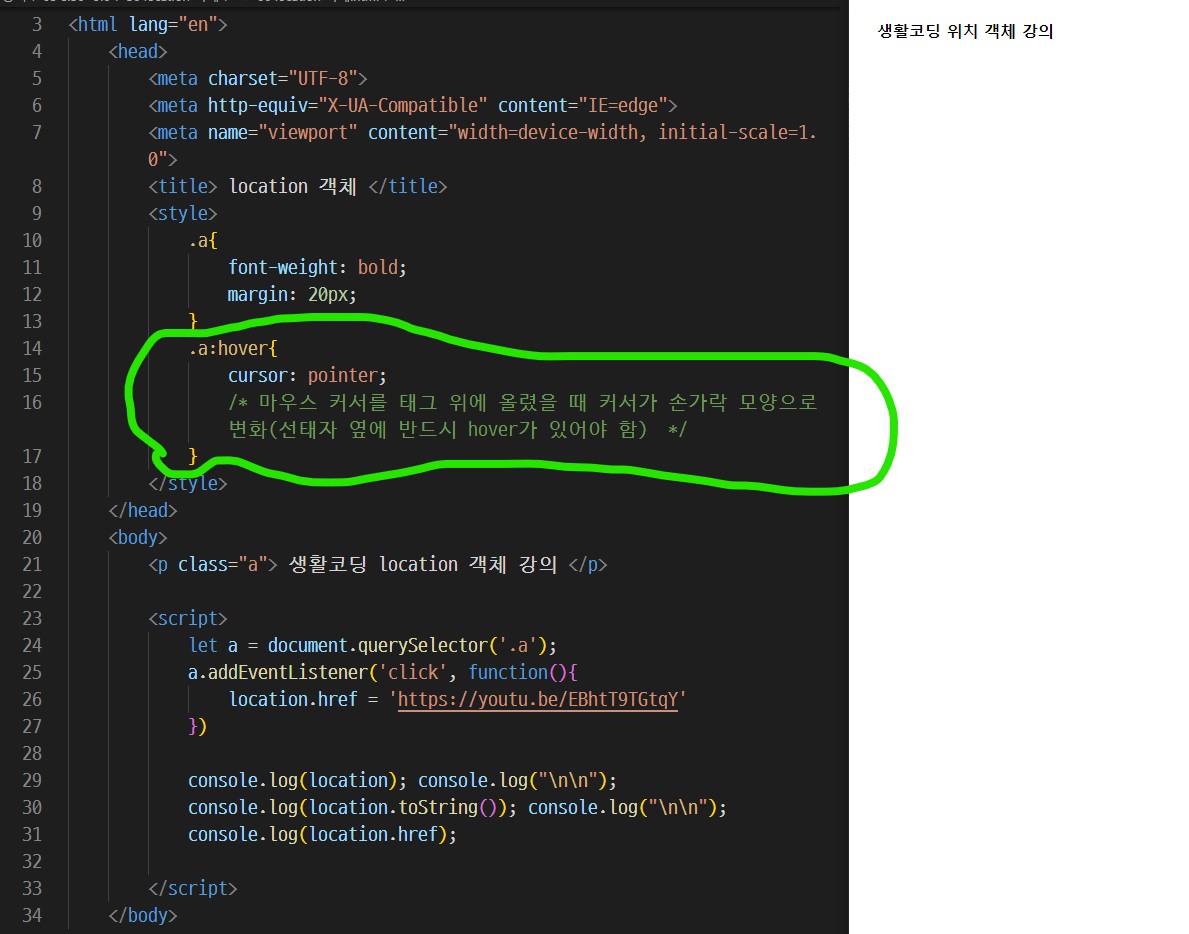 3 <html lang="en">
4 <head>
5 <meta charset="UTF-8">
6 <meta http-equiv="X-UA-Compatible" content="IE=edge">
7 <meta name="viewport" content="width=device-width, initial-scale=1.
0">
8 <title> location 객체 </title>
9 <style>
10 .a{
11 font-weight: bold;
12 margin: 20px;
13 }
14 .a:hover{
15 cursor: pointer;
16 /* 마우스 커서를 태그 위에 올렸을 때 커서가 손가락 모양으로
변화(선태자 옆에 반드시 hover가 있어야 함) */
17 }
18 </style>
19 </head>
20 <body>
21 <p class="a"> 생활코딩 location 객체 강의 </p>
22
23 <script>
24 let a = document.querySelector('.a');
25 a.addEventListener('click', function(){
26 location.href = 'https://youtu.be/EBhtT9TGtqY'
27 })
28
29 console.log(location); console.log("\n\n");
30 console.log(location.toString()); console.log("\n\n");
31 console.log(location.href);
32
33 </script>
34 </body>
생활코딩 위치 객체 강의